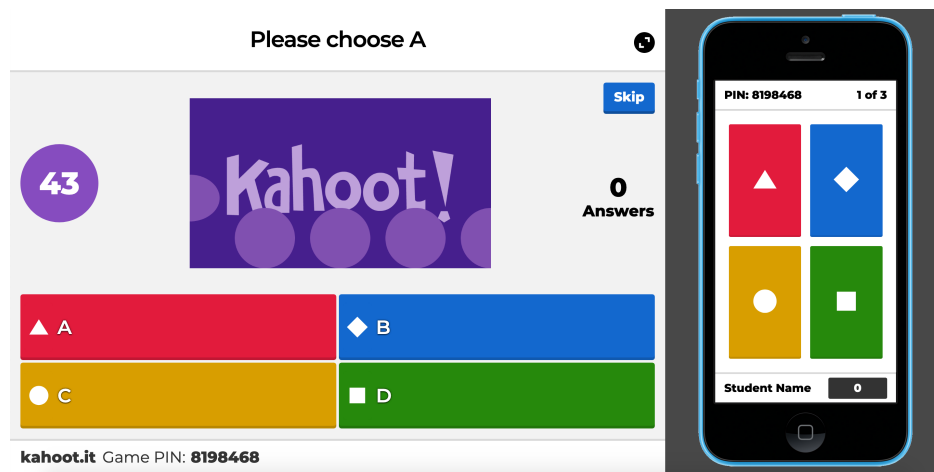 Please choose A
Skip
43
Kahoot!
0
Answers
A
B
C
D
kahoot.it Game PIN: 8198468
PIN: 8198468 1 of 3
Student Name 0